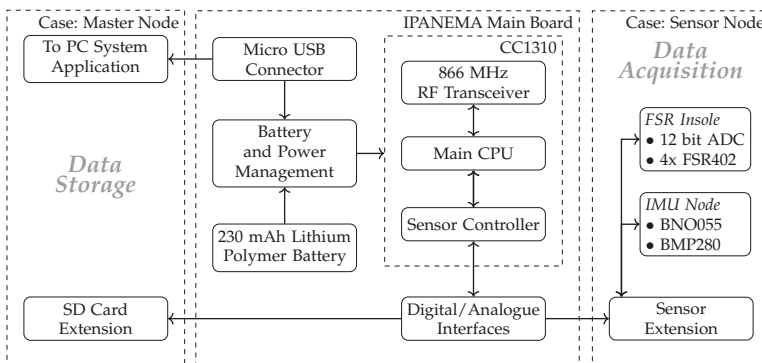 Case: Master Node
IPANEMA Main Board
Case: Sensor Node
To PC System
Application
Micro USB
Connector
CC1310
866 MHz
RF Transceiver
Data
Acquisition
Battery
and Power
Management
Main CPU
FSR Insole
• 12 bit ADC
• 4x FSR402
Data
Storage
230 mAh Lithium
Polymer Battery
Sensor Controller
IMU Node
• BNO055
• BMP280
SD Card
Extension
Digital/Analogue
Interfaces
Sensor
Extension